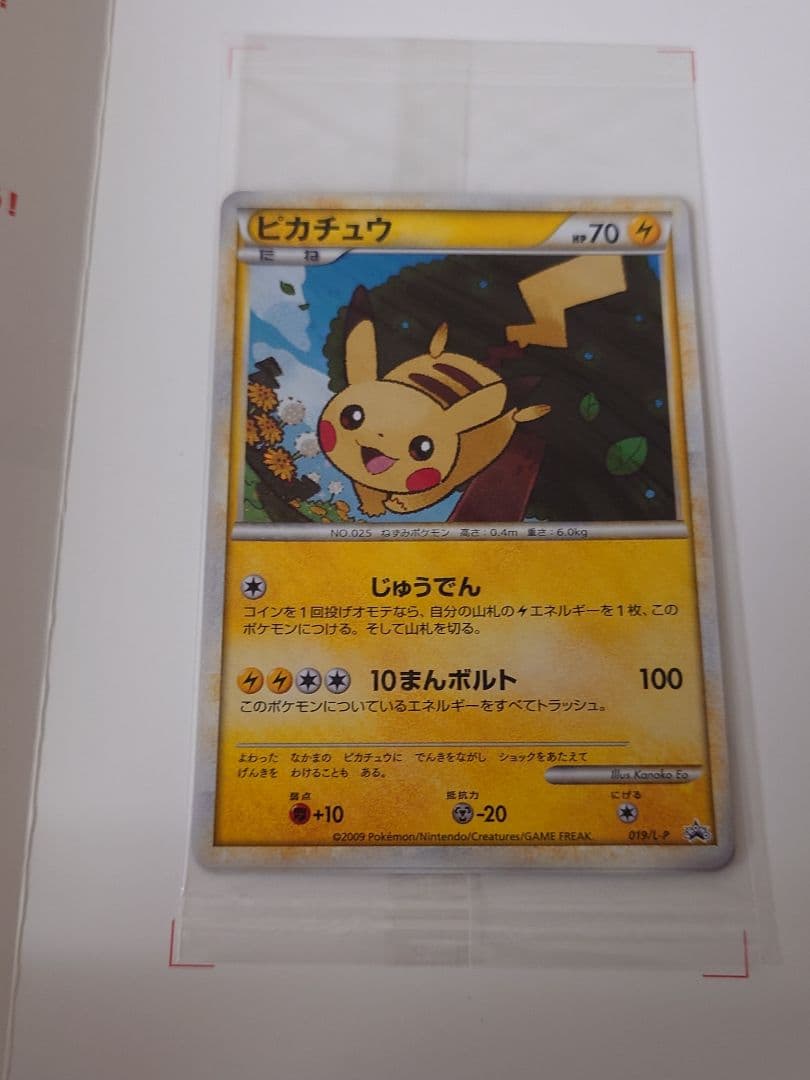 !
ピカチュウ
HP70
たね
NO.025 ねずみポケモン 高さ:0.4m 重さ:6.0kg
じゅうでん
コインを1回投げオモテなら、自分の山札のエネルギーを1枚、この
ポケモンにつける。そして山札を切る。
10まんボルト 100
このポケモンについているエネルギーをすべてトラッシュ。
よわった なかまの ピカチュウに でんきをながし ショックをあたえて
げんきを わけることも ある。
Illus. Kanako Eo
弱点 抵抗力 にげる
+10 -20
©2009 Pokémon/Nintendo/Creatures/GAME FREAK.
019/L-P